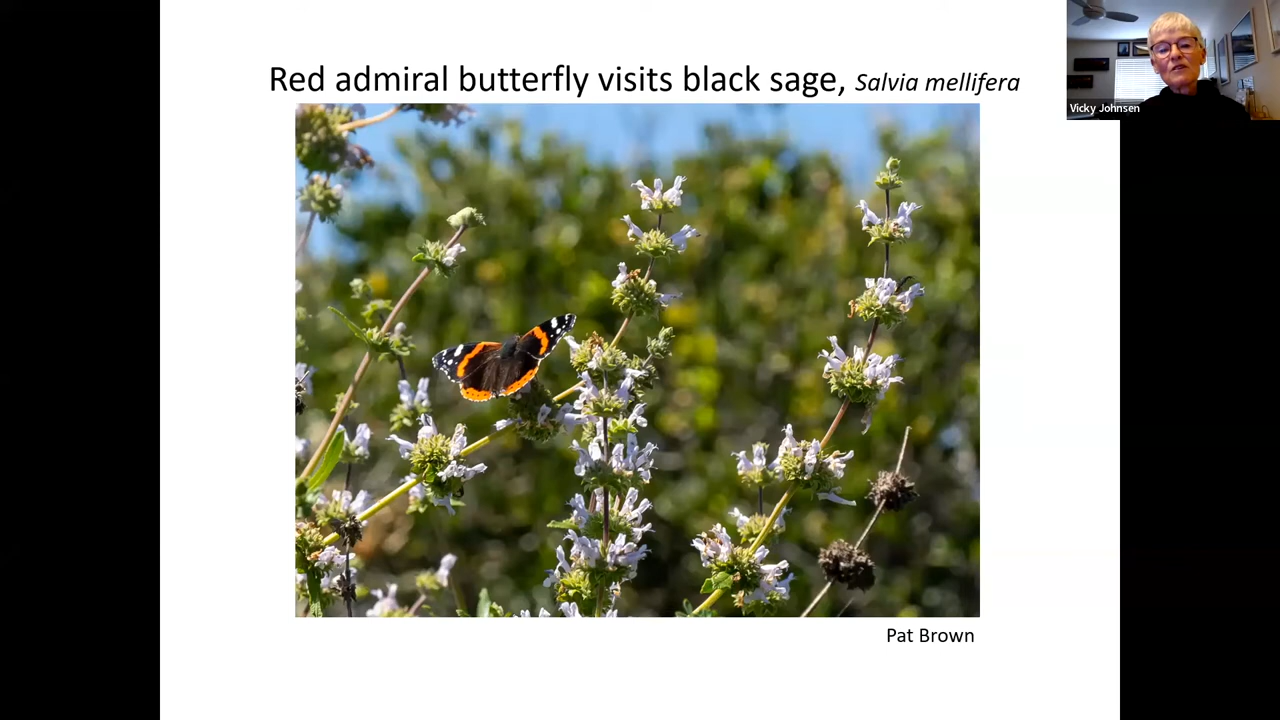 Red admiral butterfly visits black sage, Salvia mellifera
Vicky Johnsen
Pat Brown